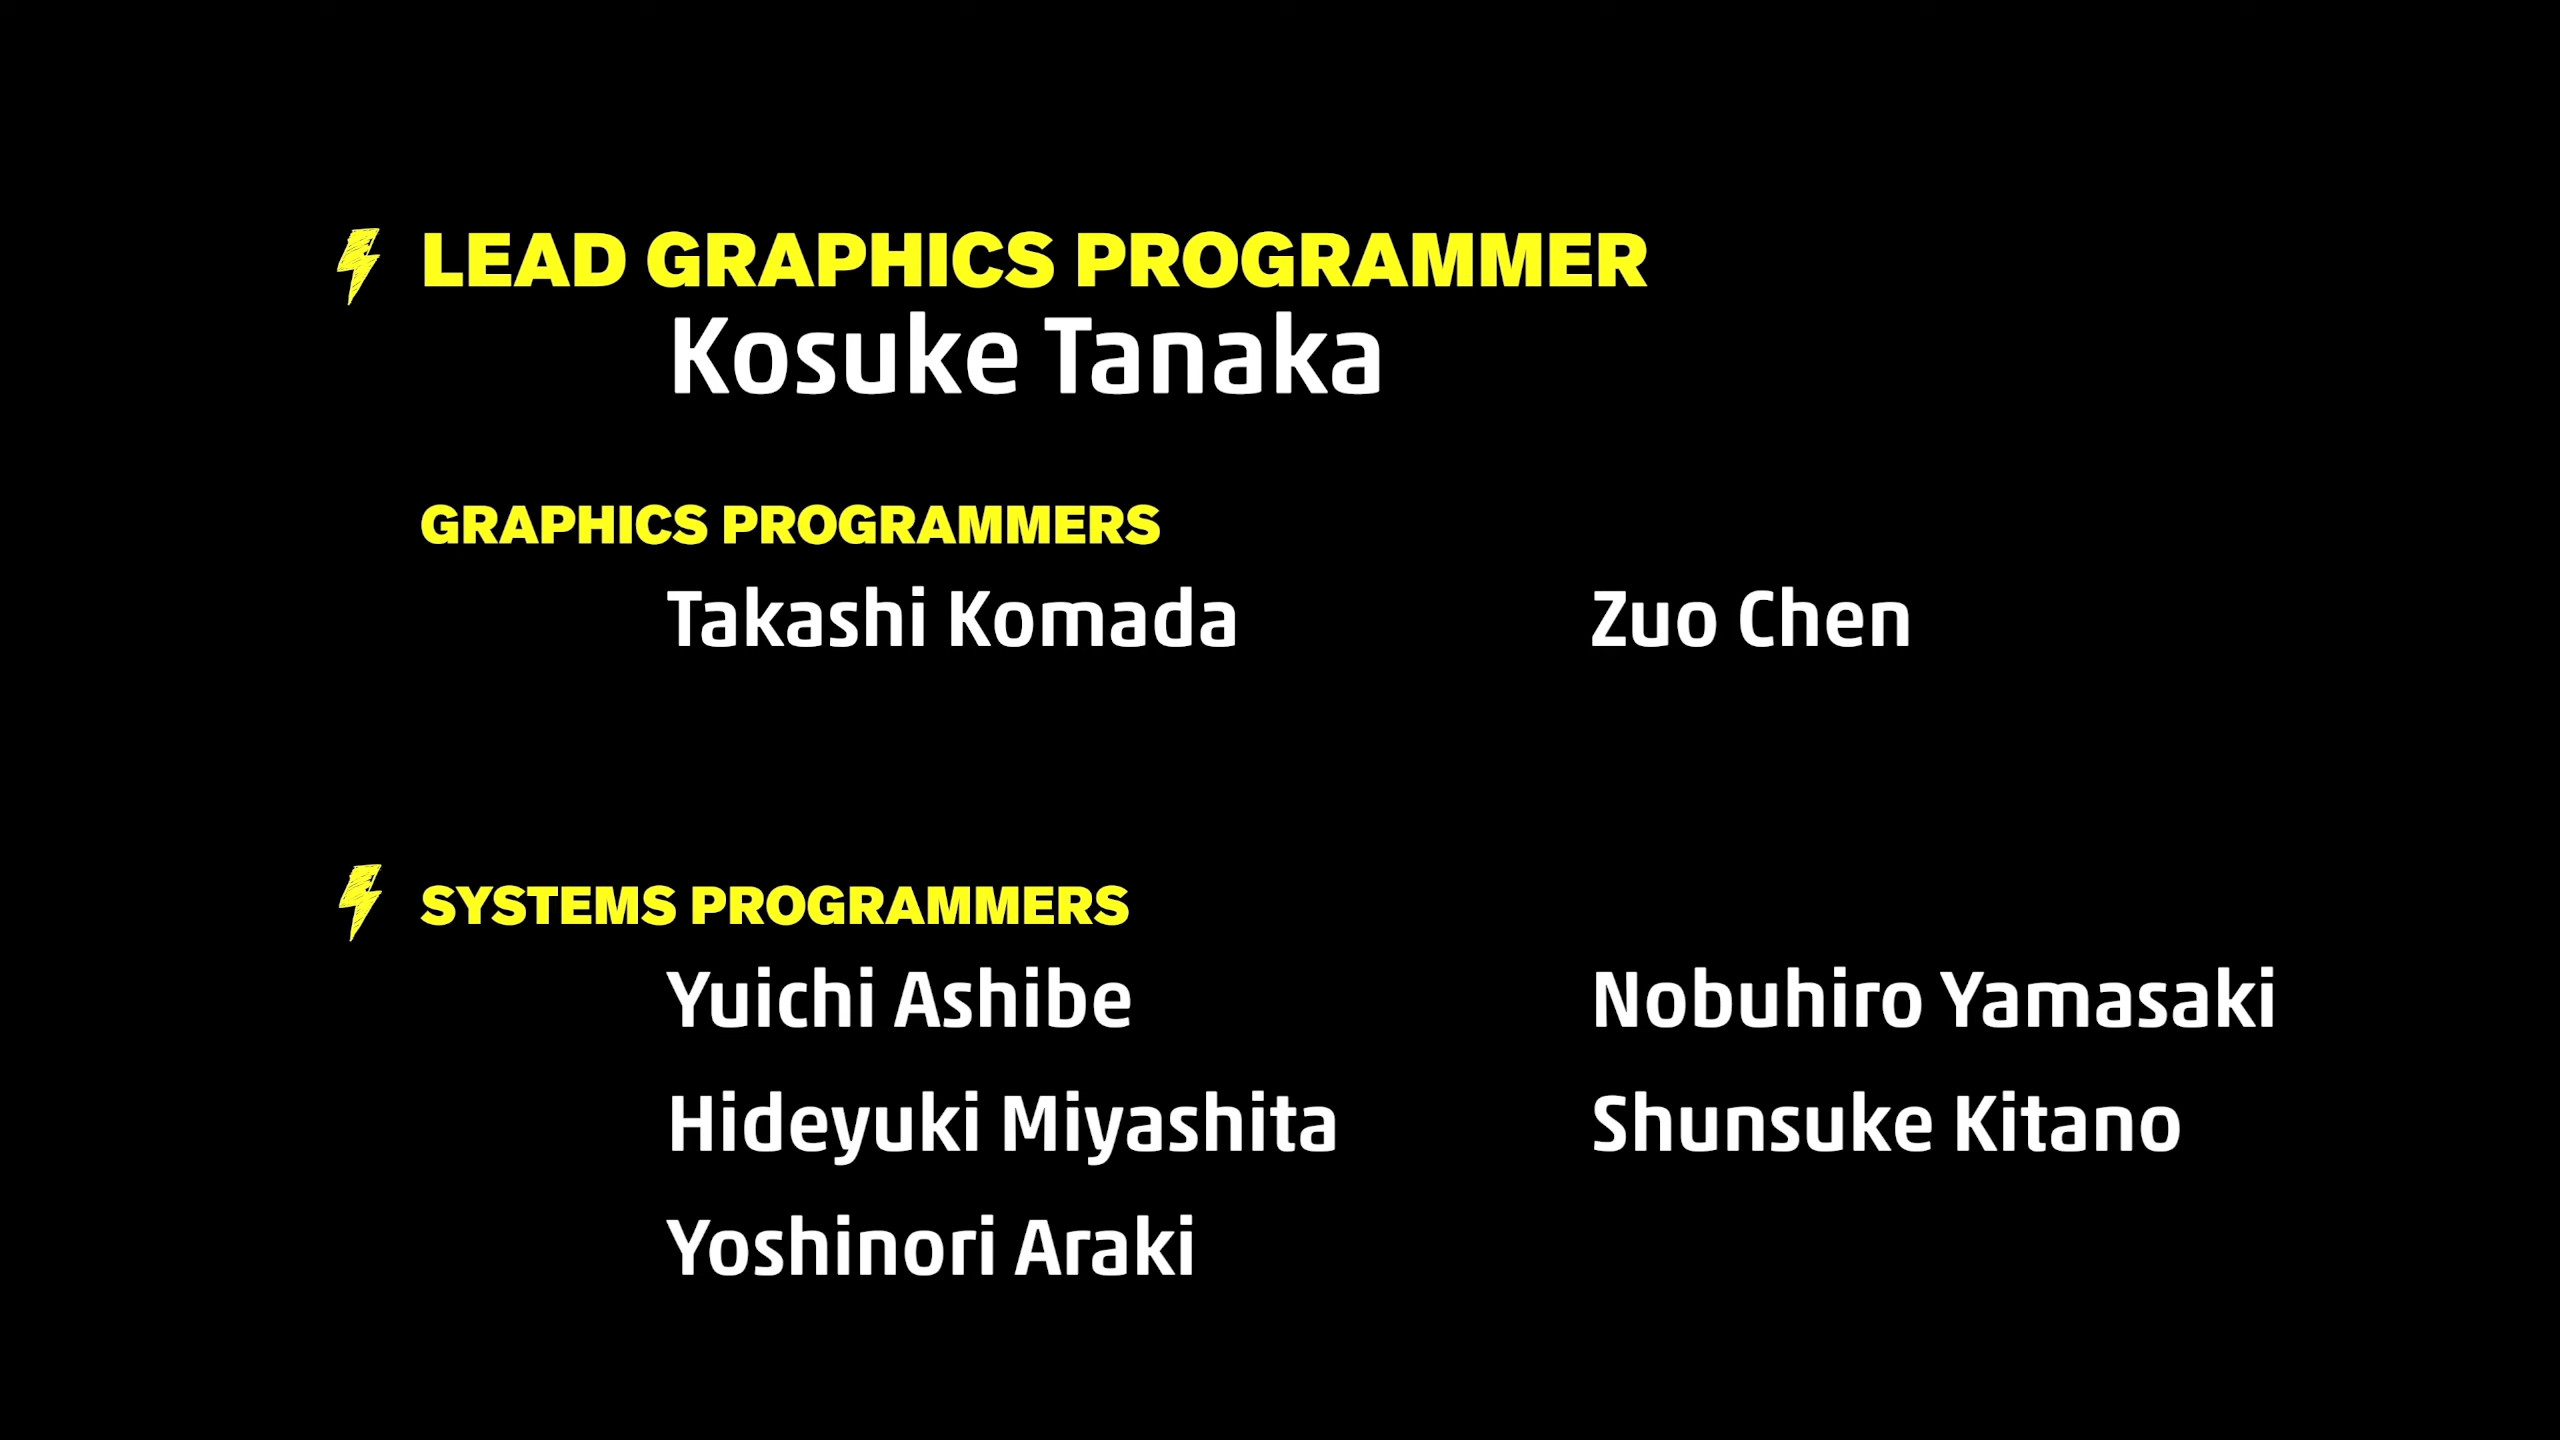 LEAD GRAPHICS PROGRAMMER
Kosuke Tanaka
GRAPHICS PROGRAMMERS
Takashi Komada Zuo Chen
SYSTEMS PROGRAMMERS
Yuichi Ashibe Nobuhiro Yamasaki
Hideyuki Miyashita Shunsuke Kitano
Yoshinori Araki